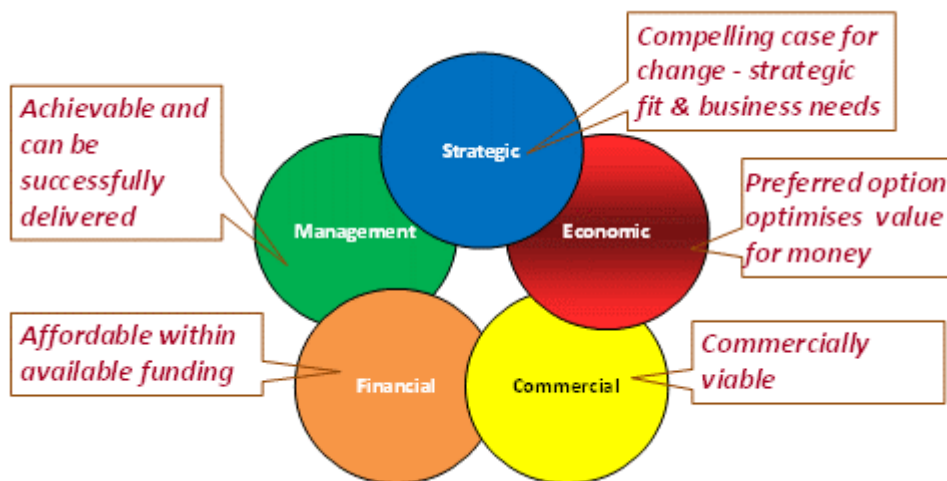 Compelling case for
change - strategic
fit & business needs
Achievable and
can be
successfully
delivered
Strategic
Management
Economic
Preferred option
optimises value
for money
Affordable within
available funding
Financial
Commercial
Commercially
viable